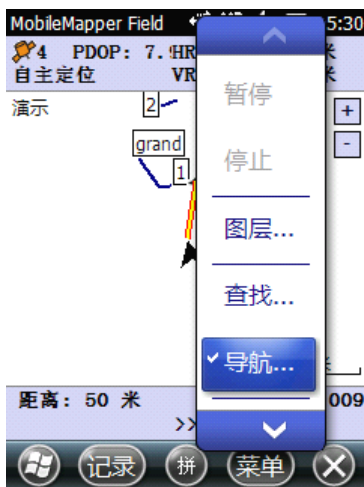 MobileMapper Field 5:30
4 PDOP: 7. HR 米
自主定位 VR 米
演示
2
+
grand
-
1
暂停
停止
图层...
查找...
导航...
距离: 50 米 009
>>
记录 拼 菜单